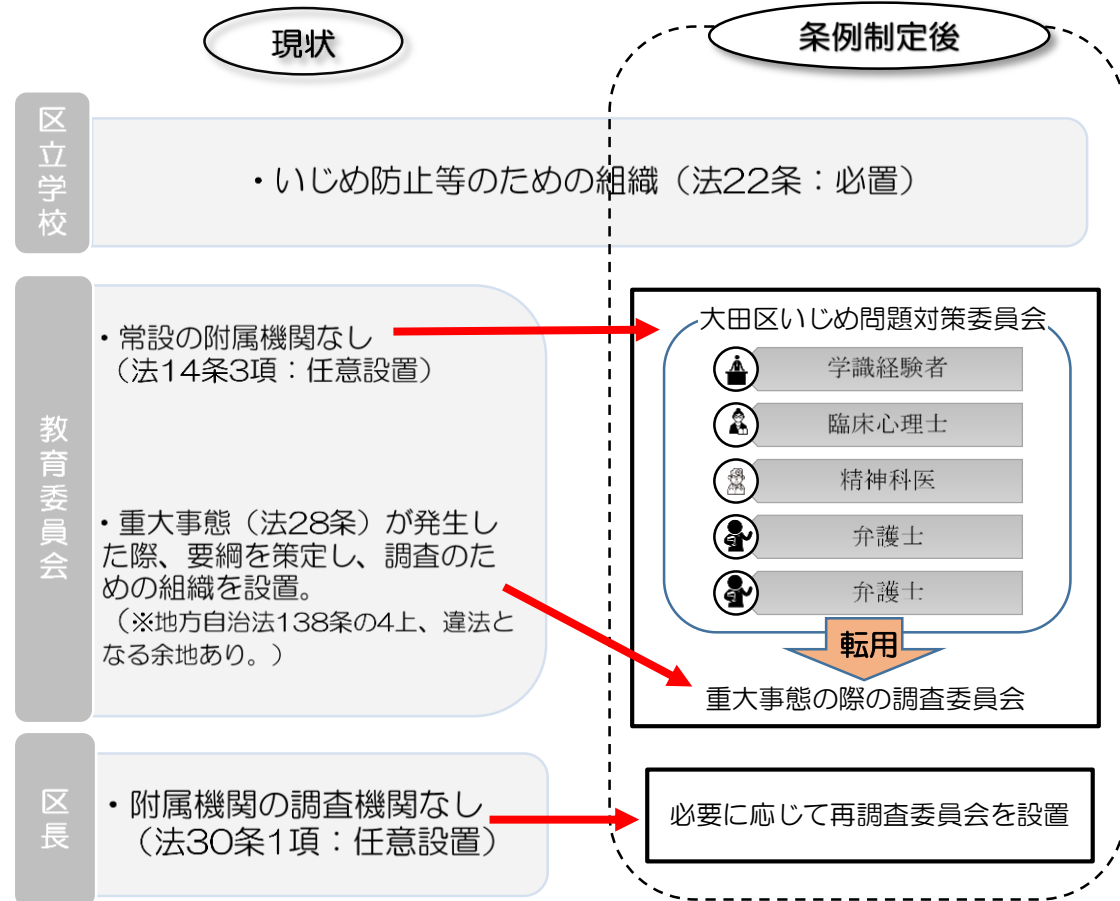 現状
条例制定後
区立学校
・いじめ防止等のための組織（法22条：必置）
教育委員会
・常設の附属機関なし
（法14条3項：任意設置）
・重大事態（法28条）が発生し
た際、要綱を策定し、調査のた
めの組織を設置。
（※地方自治法138条の4上、違法と
なる余地あり。）
大田区いじめ問題対策委員会
学識経験者
臨床心理士
精神科医
弁護士
弁護士
転用
重大事態の際の調査委員会
区長
・附属機関の調査機関なし
（法30条1項：任意設置）
必要に応じて再調査委員会を設置